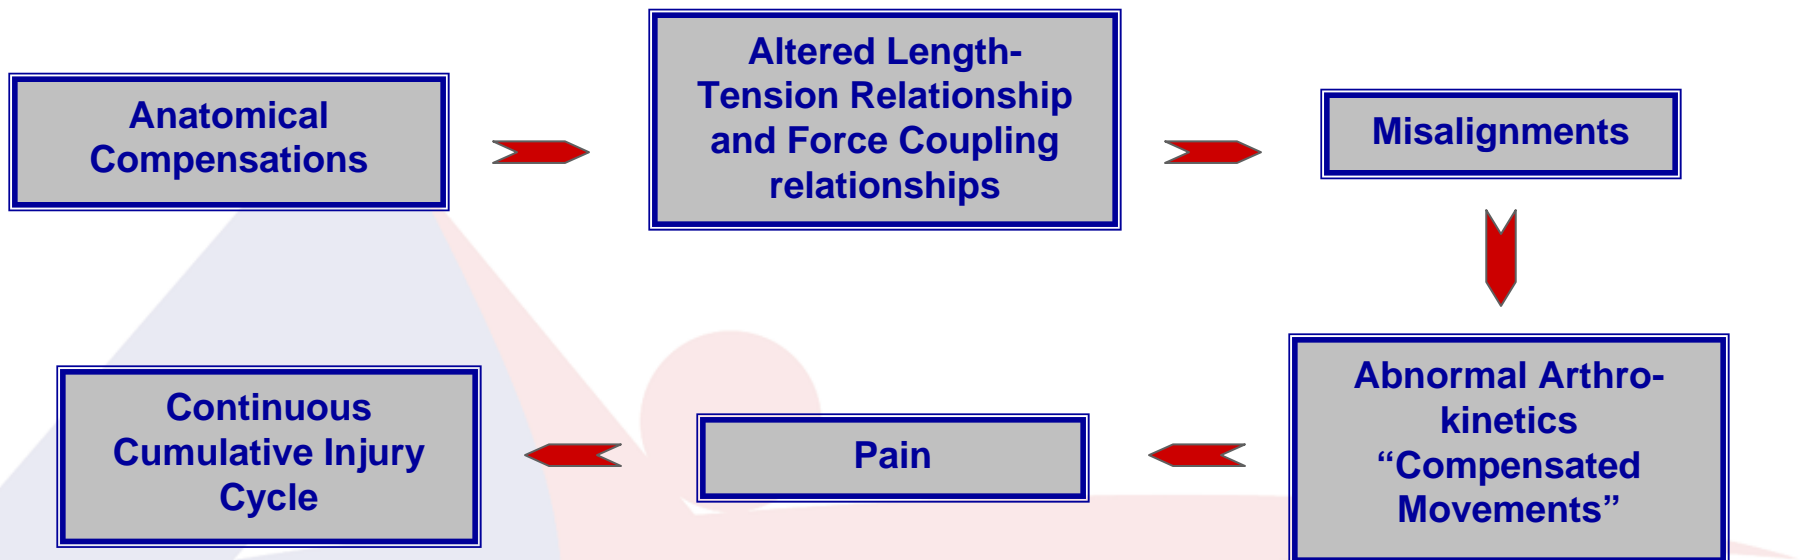 Anatomical
Compensations
Altered Length-
Tension Relationship
and Force Coupling
relationships
Misalignments
Abnormal Arthro-
kinetics
“Compensated
Movements”
Pain
Continuous
Cumulative Injury
Cycle